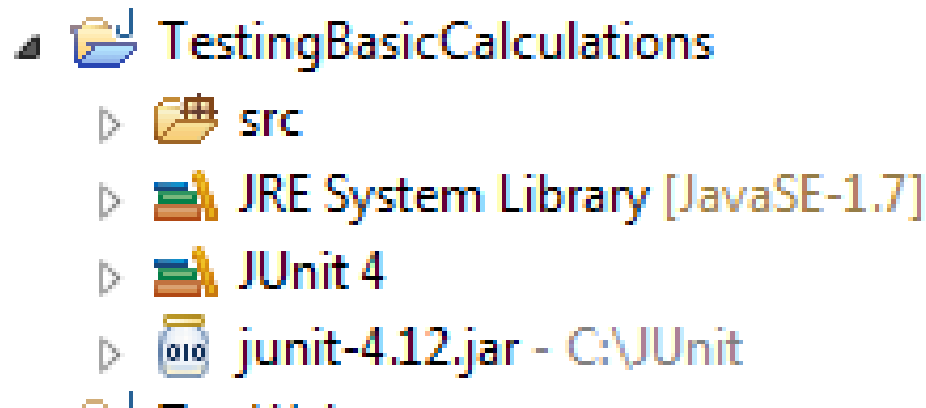 TestingBasicCalculations
src
JRE System Library [JavaSE-1.7]
JUnit 4
junit-4.12.jar - C:\JUnit